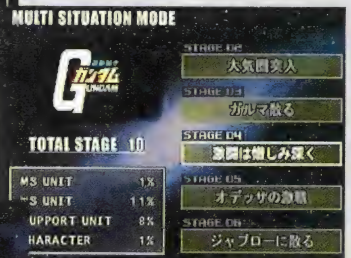 MULTI SITUATION MODE
機動戦士
ガンダム
GUNDAM
TOTAL STAGE 10
MS UNIT 1%
MS UNIT 11%
UPPORT UNIT 8%
HARACTER 1%
STAGE 02
大気圏突入
STAGE 03
ガルマ散る
STAGE 04
激闘は憎しみ深く
STAGE 05
オデッサの激戦
STAGE 06
ジャブローに散る